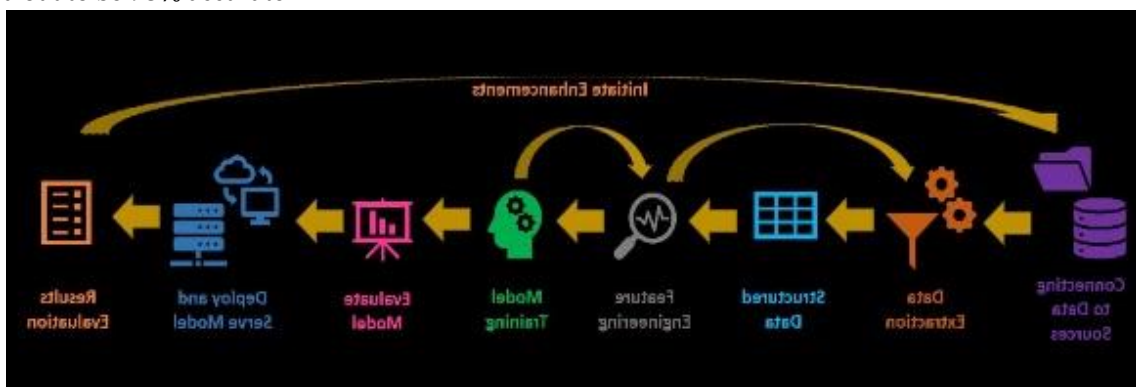 Initiate Enhancements
Connecting
to Data
Sources
Data
Extraction
Structured
Data
Feature
Engineering
Model
Training
Evaluate
Model
Deploy and
Serve Model
Results
Evaluation